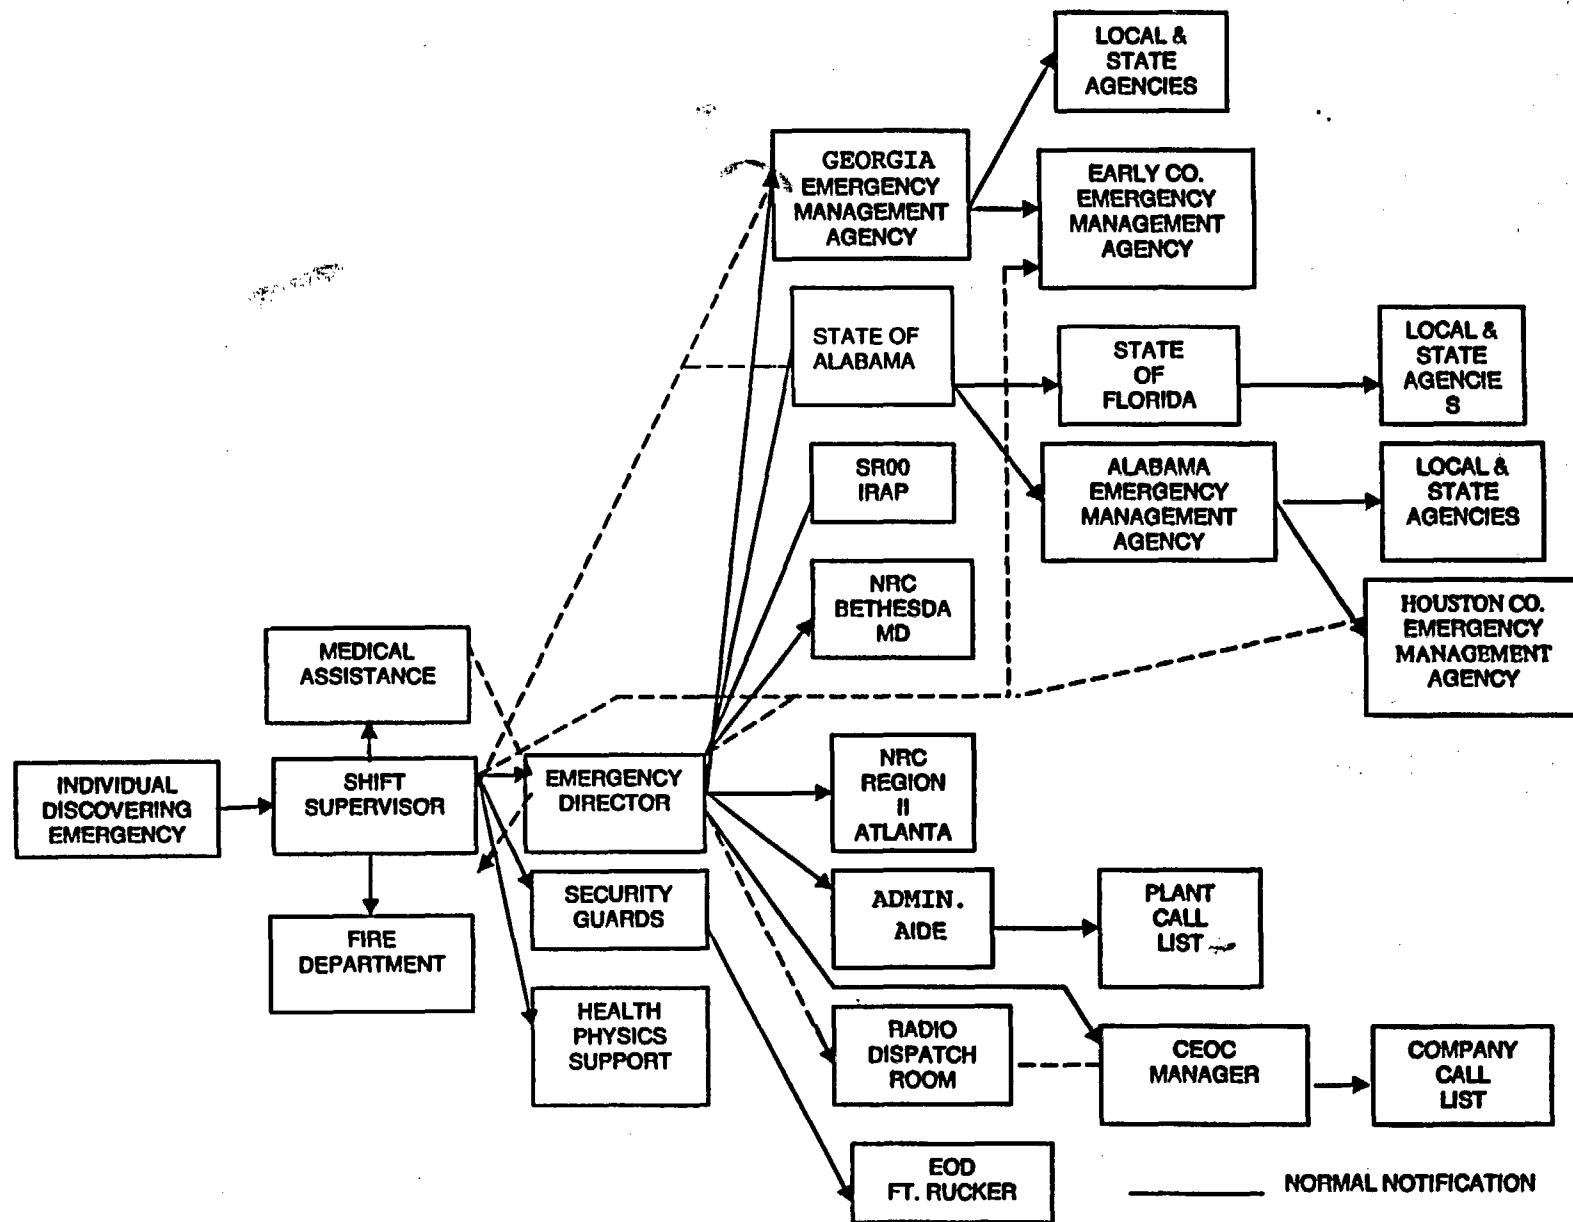 LOCAL &
STATE
AGENCIES
GEORGIA
EMERGENCY
MANAGEMENT
AGENCY
EARLY CO.
EMERGENCY
MANAGEMENT
AGENCY
STATE OF
ALABAMA
STATE
OF
FLORIDA
LOCAL &
STATE
AGENCIE
S
SR00
IRAP
ALABAMA
EMERGENCY
MANAGEMENT
AGENCY
LOCAL &
STATE
AGENCIES
NRC
BETHESDA
MD
HOUSTON CO.
EMERGENCY
MANAGEMENT
AGENCY
MEDICAL
ASSISTANCE
INDIVIDUAL
DISCOVERING
EMERGENCY
SHIFT
SUPERVISOR
EMERGENCY
DIRECTOR
NRC
REGION
II
ATLANTA
SECURITY
GUARDS
ADMIN.
AIDE
PLANT
CALL
LIST
FIRE
DEPARTMENT
HEALTH
PHYSICS
SUPPORT
RADIO
DISPATCH
ROOM
CEOC
MANAGER
COMPANY
CALL
LIST
EOD
FT. RUCKER
NORMAL NOTIFICATION